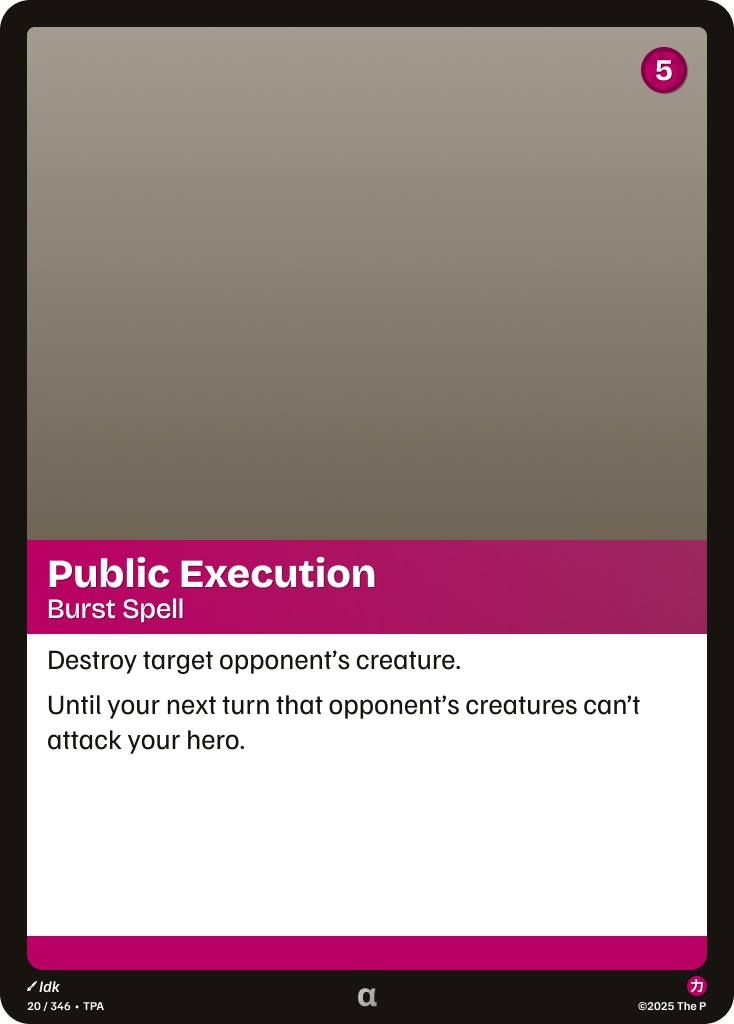 5
Public Execution
Burst Spell
Destroy target opponent’s creature.
Until your next turn that opponent’s creatures can’t
attack your hero.
Idk
20 / 346 • TPA
α
力
©2025 The P